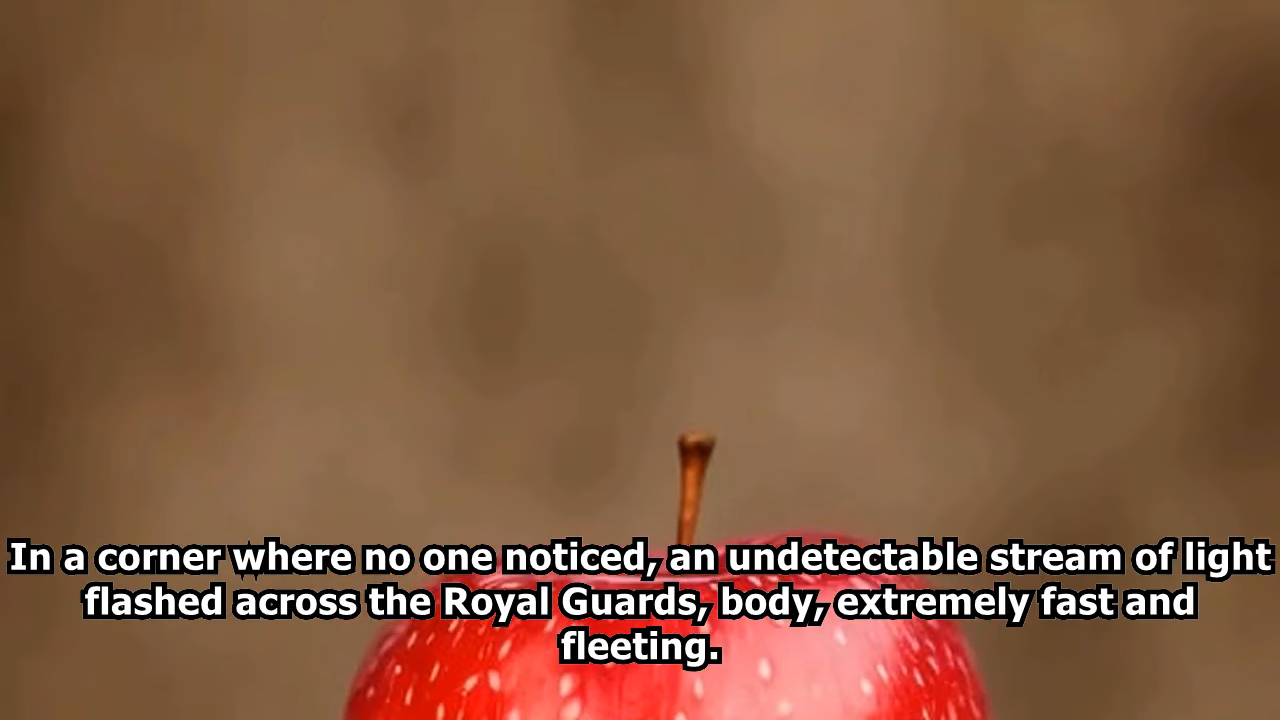 In a corner where no one noticed, an undetectable stream of light
flashed across the Royal Guards, body, extremely fast and
fleeting.